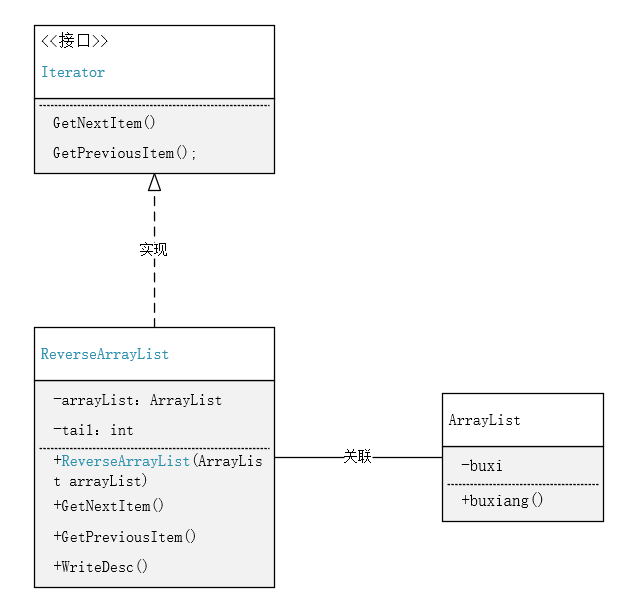 <<接口>>
Iterator
GetNextItem()
GetPreviousItem();
实现
ReverseArrayList
-arrayList: ArrayList
-tail: int
+ReverseArrayList(ArrayLis
t arrayList)
+GetNextItem()
+GetPreviousItem()
+WriteDesc()
关联
ArrayList
-buxi
+buxiang()